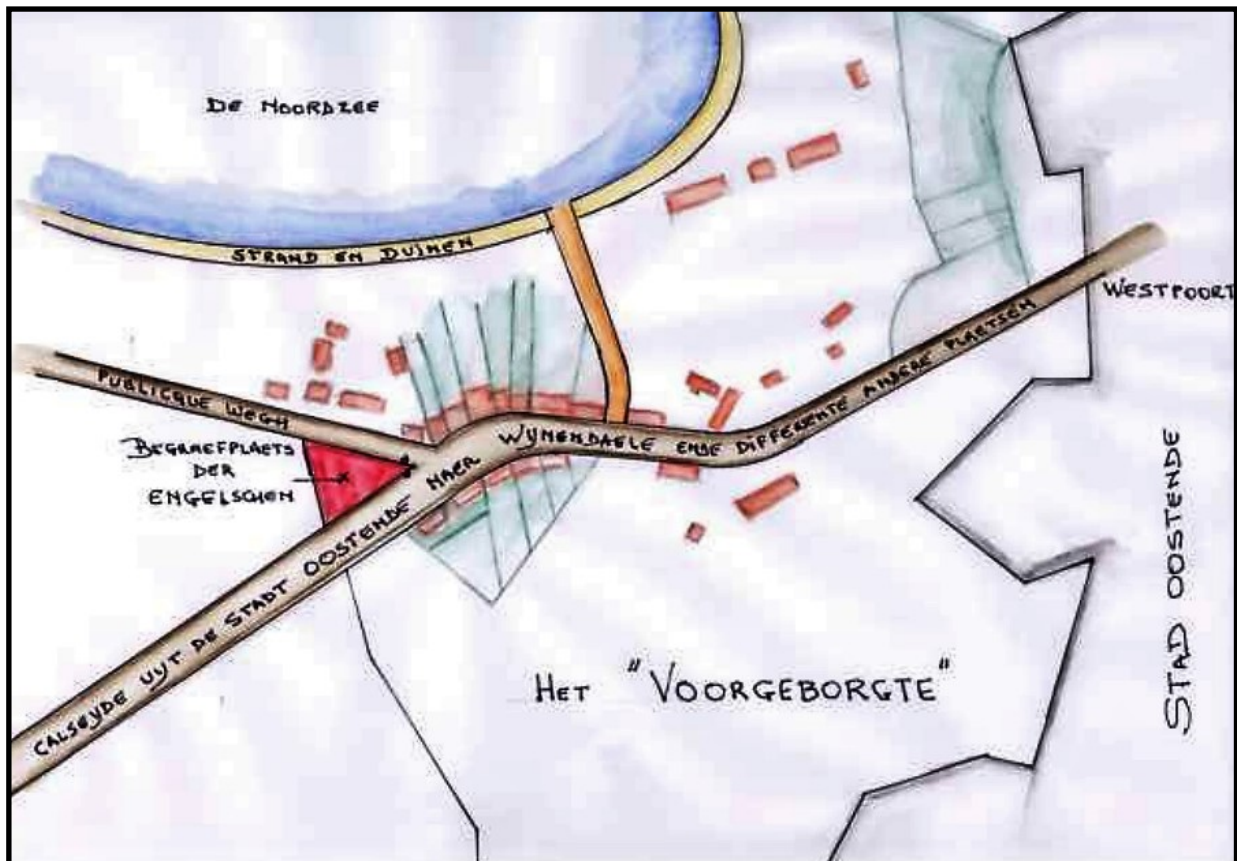 DE NOORDZEE
STRAND EN DUINEN
WESTPOORT
PUBLICQUE WEGH
BEGRAEFPLAETS
DER
ENGELSCHEN
CALSEYDE UYT DE STADT OOSTENDE NAER WYNENDAELE ENDE DIFFERENTE ANDERE PLAETSEN
HET "VOORGEBORGTE"
STAD OOSTENDE